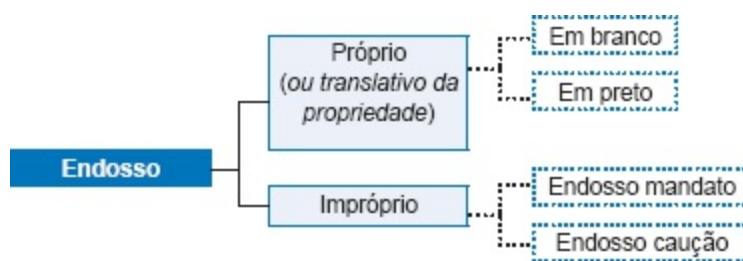 Endosso
Próprio
(ou translativo da
propriedade)
Em branco
Em preto
Impróprio
Endosso mandato
Endosso caução